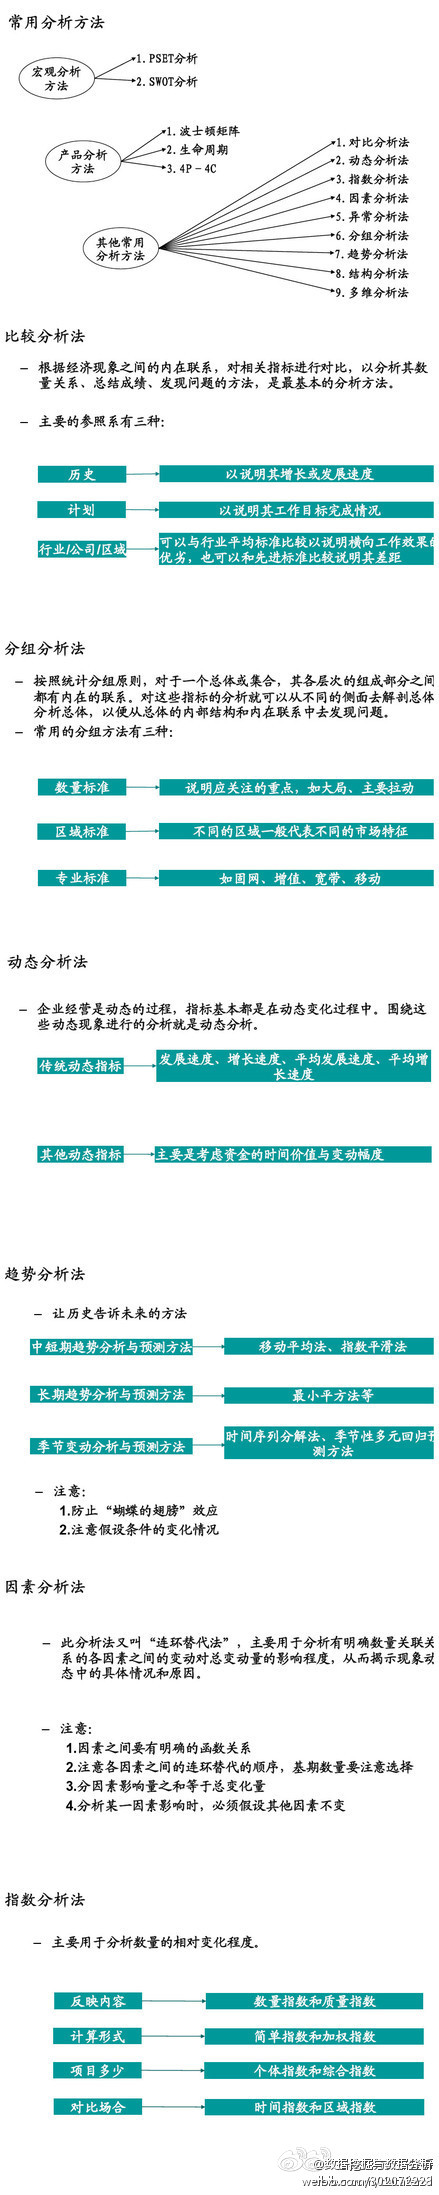 常用分析方法
宏观分析
方法
1. PSET分析
2. SWOT分析
产品分析
方法
1. 波士顿矩阵
2. 生命周期
3. 4P－4C
其他常用
分析方法
1. 对比分析法
2. 动态分析法
3. 指数分析法
4. 因素分析法
5. 异常分析法
6. 分组分析法
7. 趋势分析法
8. 结构分析法
9. 多维分析法
比较分析法
– 根据经济现象之间的内在联系，对相关指标进行对比，以分析其数
量关系、总结成绩、发现问题的方法，是最基本的分析方法。
– 主要的参照系有三种：
历史
以说明其增长或发展速度
计划
以说明其工作目标完成情况
行业/公司/区域
可以与行业平均标准比较以说明横向工作效果的
优劣，也可以和先进标准比较说明其差距
分组分析法
– 按照统计分组原则，对于一个总体或集合，其各层次的组成部分之间
都有内在的联系。对这些指标的分析就可以从不同的侧面去解剖总体
分析总体，以便从总体的内部结构和内在联系中去发现问题。
– 常用的分组方法有三种：
数量标准
说明应关注的重点，如大局、主要拉动
区域标准
不同的区域一般代表不同的市场特征
专业标准
如固网、增值、宽带、移动
动态分析法
– 企业经营是动态的过程，指标基本都是在动态变化过程中。围绕这
些动态现象进行的分析就是动态分析。
传统动态指标
发展速度、增长速度、平均发展速度、平均增
长速度
其他动态指标
主要是考虑资金的时间价值与变动幅度
趋势分析法
– 让历史告诉未来的方法
中短期趋势分析与预测方法
移动平均法、指数平滑法
长期趋势分析与预测方法
最小平方法等
季节变动分析与预测方法
时间序列分解法、季节性多元回归预
测方法
– 注意：
1.防止“蝴蝶的翅膀”效应
2.注意假设条件的变化情况
因素分析法
– 此分析法又叫“连环替代法”，主要用于分析有明确数量关联关
系的各因素之间的变动对总变动量的影响程度，从而揭示现象动
态中的具体情况和原因。
– 注意：
1.因素之间要有明确的函数关系
2.注意各因素之间的连环替代的顺序，基期数量要注意选择
3.分因素影响量之和等于总变化量
4.分析某一因素影响时，必须假设其他因素不变
指数分析法
– 主要用于分析数量的相对变化程度。
反映内容
数量指数和质量指数
计算形式
简单指数和加权指数
项目多少
个体指数和综合指数
对比场合
时间指数和区域指数
@数据挖掘与数据分析